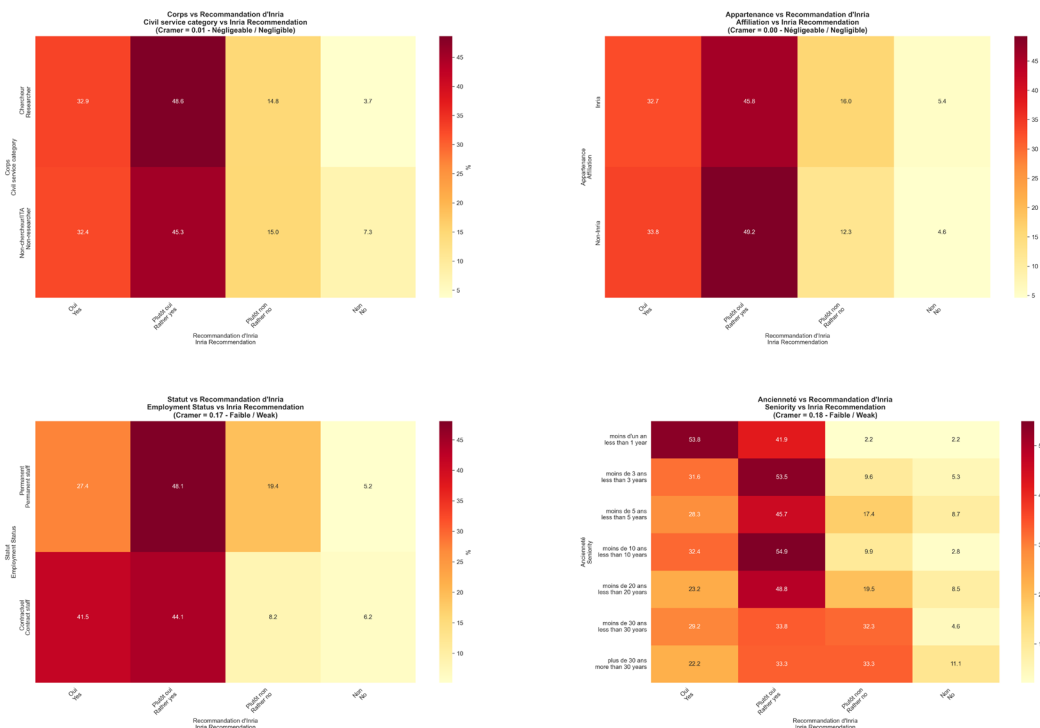 Corps vs Recommandation d'Inria
Civil service category vs Inria Recommendation
(Cramer = 0.01 - Négligeable / Negligible)
Corps
Civil service category
Chercheur
Researcher
32.9 48.6 14.8 3.7
Non-chercheur/ITA
Non-researcher
32.4 45.3 15.0 7.3
Oui
Yes
Plutôt oui
Rather yes
Plutôt non
Rather no
Non
No
Recommandation d'Inria
Inria Recommendation
45
40
35
30
25
20
15
10
5
%
Appartenance vs Recommandation d'Inria
Affiliation vs Inria Recommendation
(Cramer = 0.00 - Négligeable / Negligible)
Appartenance
Affiliation
Inria
32.7 45.8 16.0 5.4
Non-Inria
33.8 49.2 12.3 4.6
Oui
Yes
Plutôt oui
Rather yes
Plutôt non
Rather no
Non
No
Recommandation d'Inria
Inria Recommendation
45
40
35
30
25
20
15
10
5
%
Statut vs Recommandation d'Inria
Employment Status vs Inria Recommendation
(Cramer = 0.17 - Faible / Weak)
Statut
Employment Status
Permanent
Permanent staff
27.4 48.1 19.4 5.2
Contractuel
Contract staff
41.5 44.1 8.2 6.2
Oui
Yes
Plutôt oui
Rather yes
Plutôt non
Rather no
Non
No
Recommandation d'Inria
Inria Recommendation
45
40
35
30
25
20
15
10
%
Ancienneté vs Recommandation d'Inria
Seniority vs Inria Recommendation
(Cramer = 0.18 - Faible / Weak)
Ancienneté
Seniority
moins d'un an
less than 1 year
53.8 41.9 2.2 2.2
moins de 3 ans
less than 3 years
31.6 53.5 9.6 5.3
moins de 5 ans
less than 5 years
28.3 45.7 17.4 8.7
moins de 10 ans
less than 10 years
32.4 54.9 9.9 2.8
moins de 20 ans
less than 20 years
23.2 48.8 19.5 8.5
moins de 30 ans
less than 30 years
29.2 33.8 32.3 4.6
plus de 30 ans
more than 30 years
22.2 33.3 33.3 11.1
Oui
Yes
Plutôt oui
Rather yes
Plutôt non
Rather no
Non
No
Recommandation d'Inria
Inria Recommendation